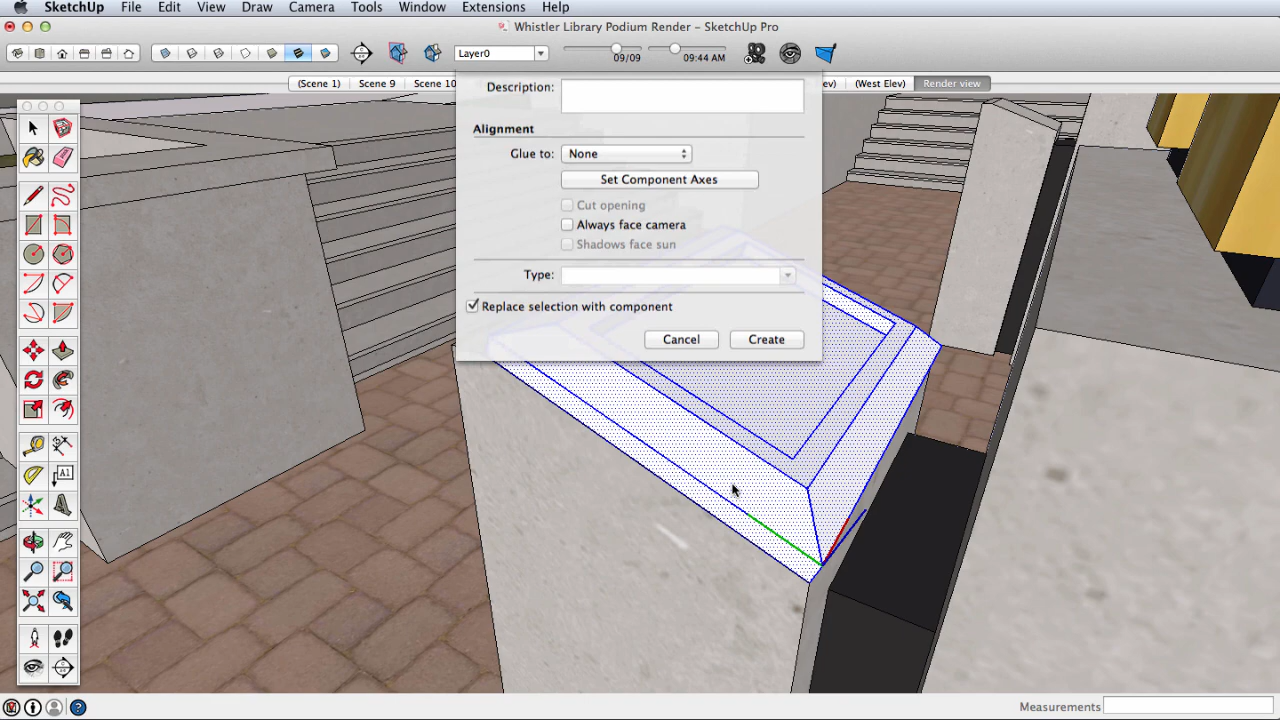 SketchUp File Edit View Draw Camera Tools Window Extensions Help
Whistler Library Podium Render – SketchUp Pro
Layer0
09/09 09:44 AM
(Scene 1) Scene 9 Scene 10 ev) (West Elev) Render view
Description:
Alignment
Glue to: None
Set Component Axes
Cut opening
Always face camera
Shadows face sun
Type:
Replace selection with component
Cancel Create
A1
Measurements